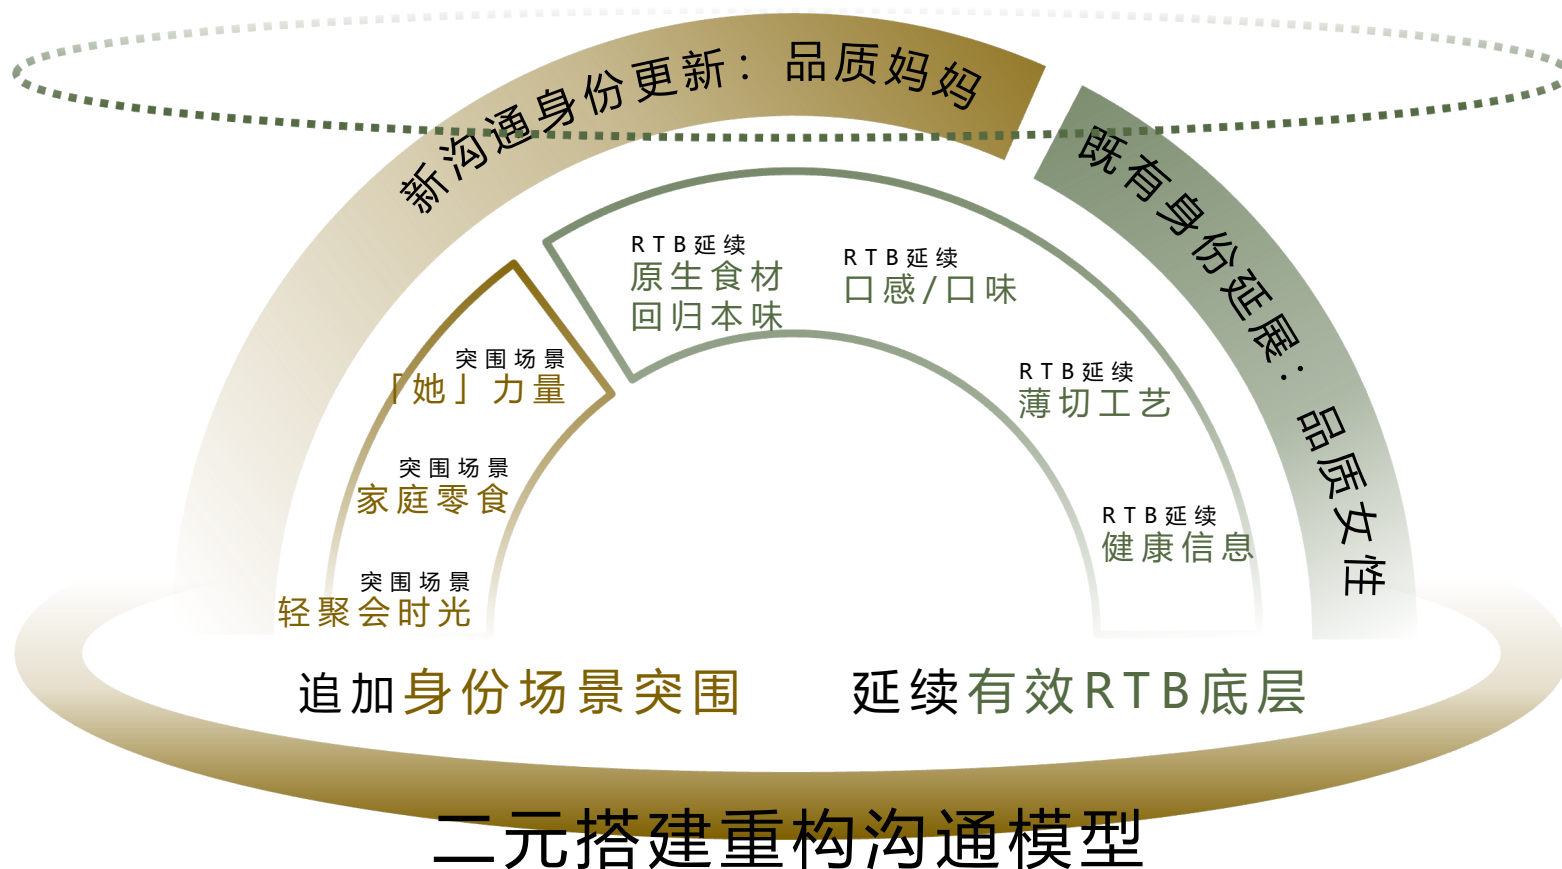 新沟通身份更新：品质妈妈
既有身份延展：品质女性
RTB延续
原生食材
回归本味
RTB延续
口感/口味
突围场景
「她」力量
RTB延续
薄切工艺
突围场景
家庭零食
RTB延续
健康信息
突围场景
轻聚会时光
追加身份场景突围
延续有效RTB底层
二元搭建重构沟通模型